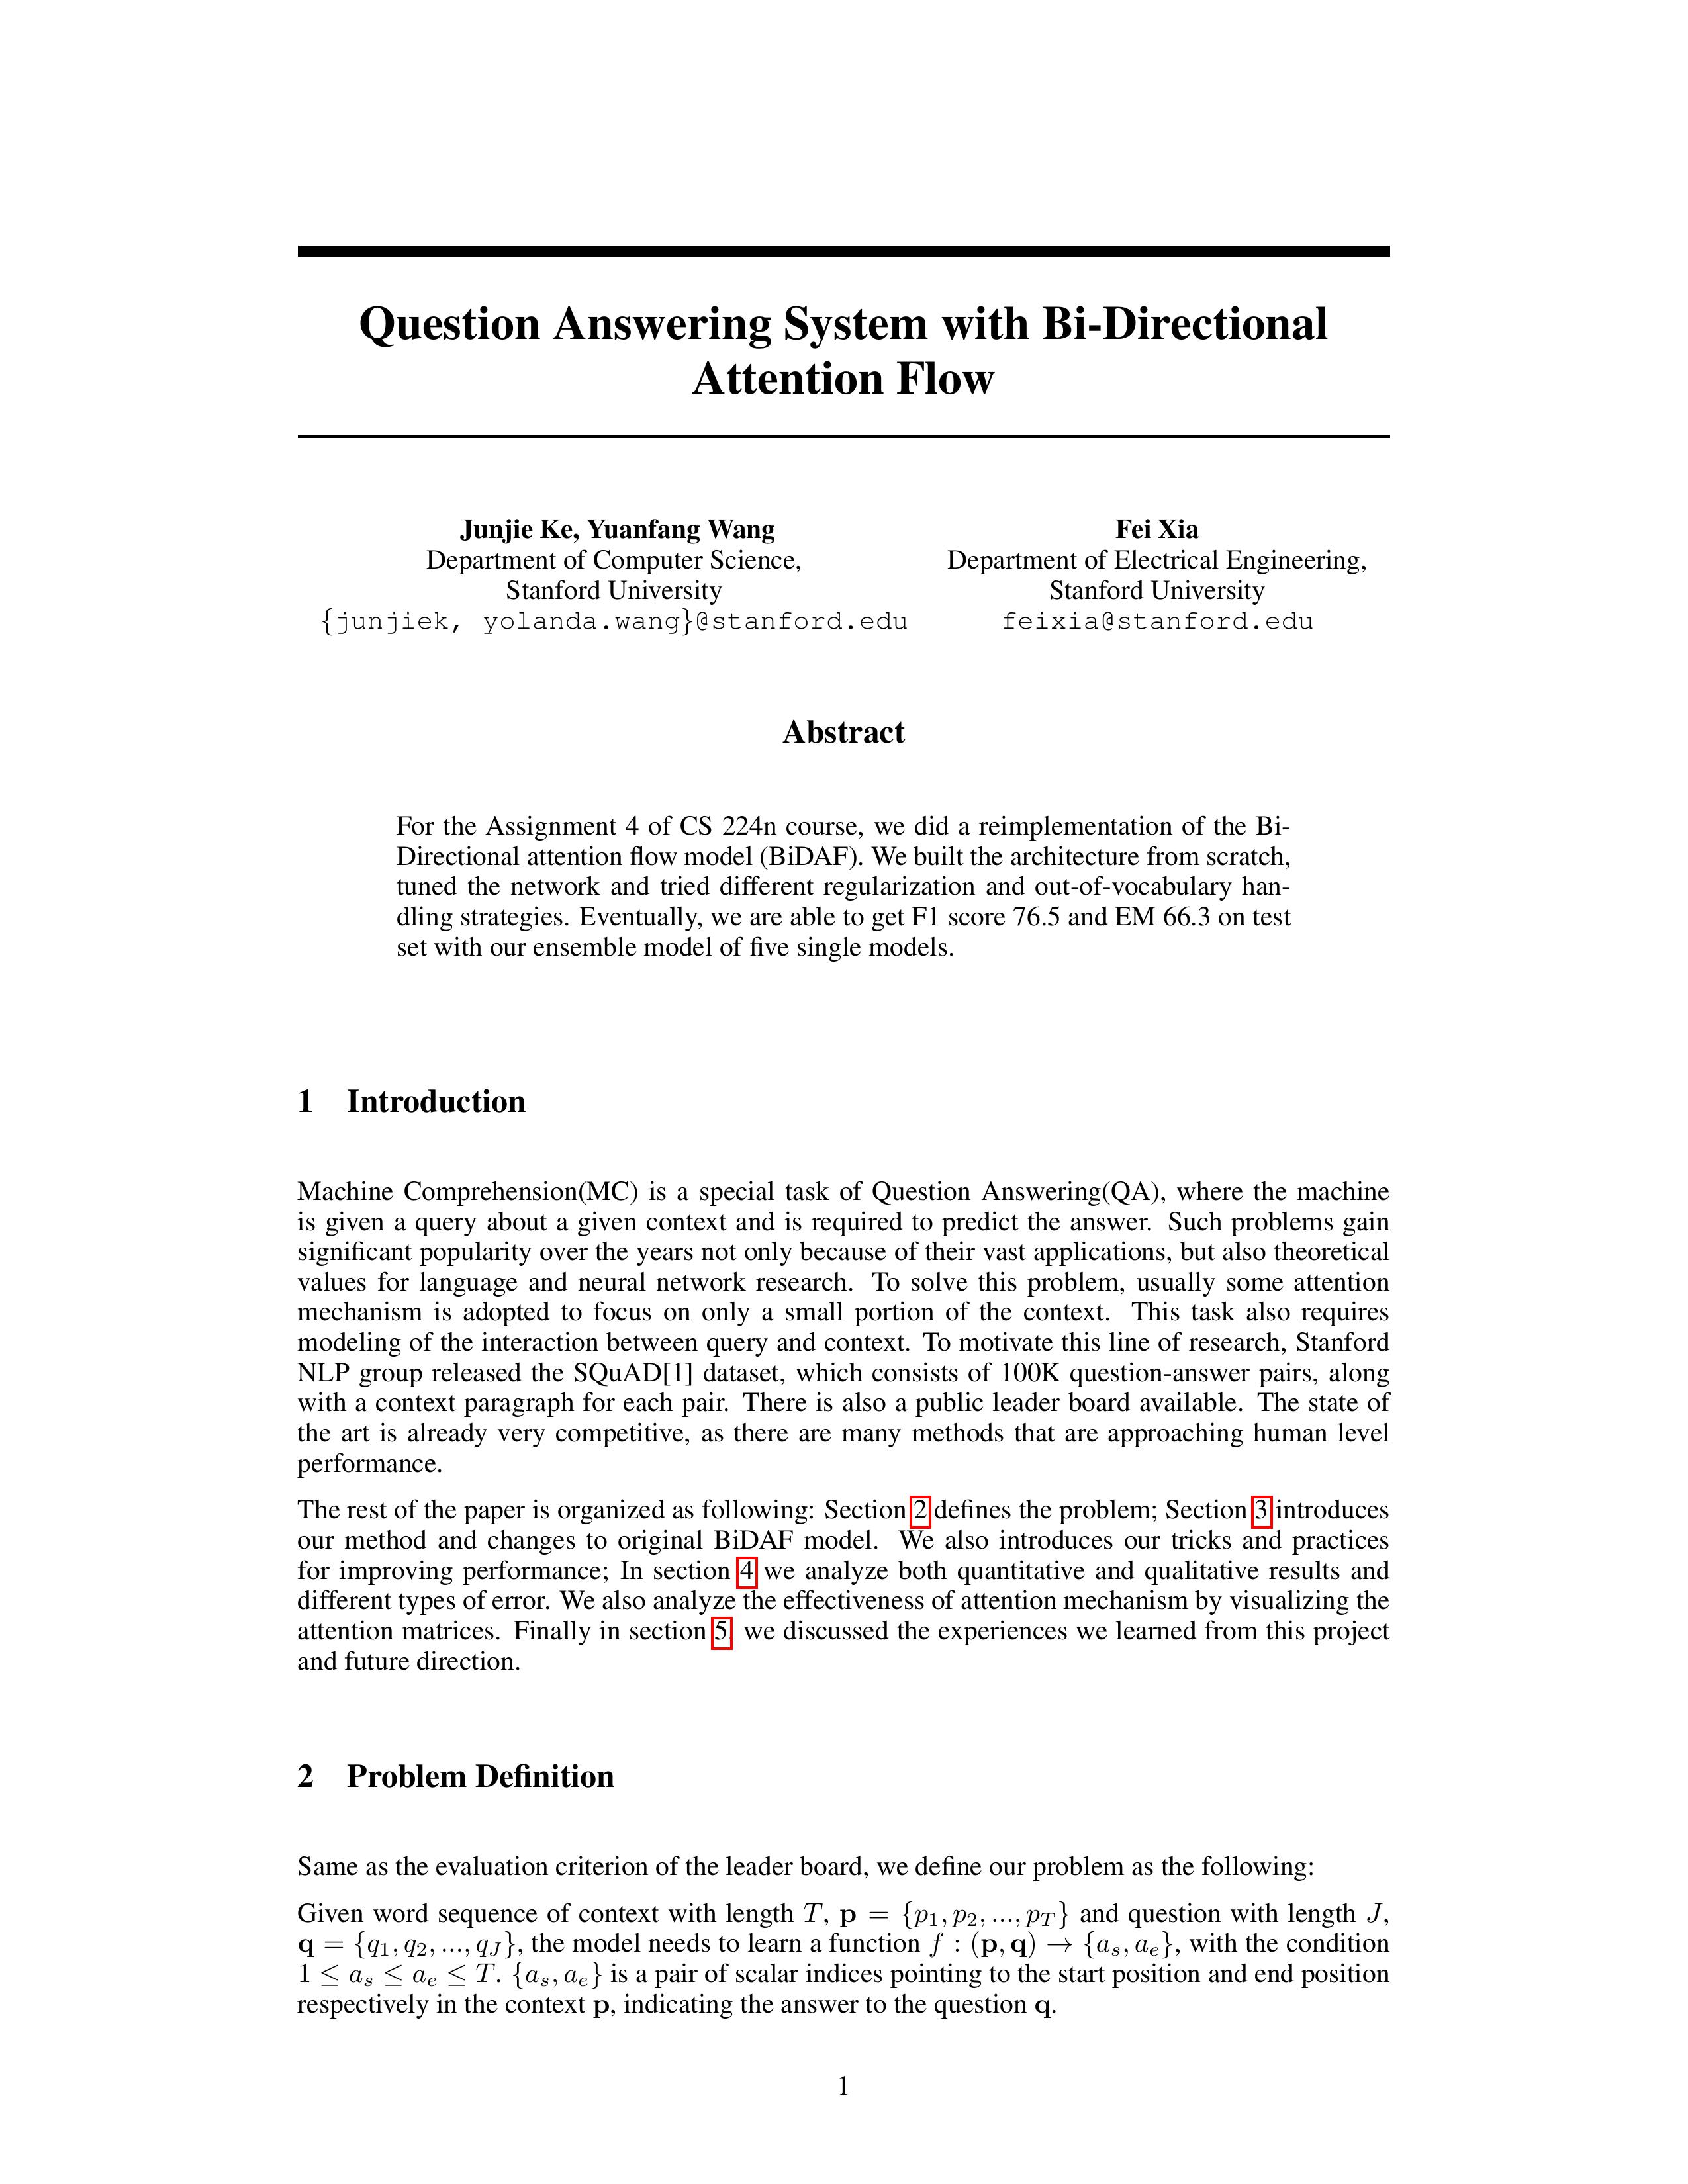 Question Answering System with Bi-Directional
Attention Flow
Junjie Ke, Yuanfang Wang
Department of Computer Science,
Stanford University
{junjiek, yolanda.wang}@stanford.edu
Fei Xia
Department of Electrical Engineering,
Stanford University
feixia@stanford.edu
Abstract
For the Assignment 4 of CS 224n course, we did a reimplementation of the Bi-
Directional attention flow model (BiDAF). We built the architecture from scratch,
tuned the network and tried different regularization and out-of-vocabulary han-
dling strategies. Eventually, we are able to get F1 score 76.5 and EM 66.3 on test
set with our ensemble model of five single models.
1 Introduction
Machine Comprehension(MC) is a special task of Question Answering(QA), where the machine
is given a query about a given context and is required to predict the answer. Such problems gain
significant popularity over the years not only because of their vast applications, but also theoretical
values for language and neural network research. To solve this problem, usually some attention
mechanism is adopted to focus on only a small portion of the context. This task also requires
modeling of the interaction between query and context. To motivate this line of research, Stanford
NLP group released the SQuAD[1] dataset, which consists of 100K question-answer pairs, along
with a context paragraph for each pair. There is also a public leader board available. The state of
the art is already very competitive, as there are many methods that are approaching human level
performance.
The rest of the paper is organized as following: Section 2 defines the problem; Section 3 introduces
our method and changes to original BiDAF model. We also introduces our tricks and practices
for improving performance; In section 4 we analyze both quantitative and qualitative results and
different types of error. We also analyze the effectiveness of attention mechanism by visualizing the
attention matrices. Finally in section 5, we discussed the experiences we learned from this project
and future direction.
2 Problem Definition
Same as the evaluation criterion of the leader board, we define our problem as the following:
Given word sequence of context with length T, p = {p₁, p₂, ..., p_T} and question with length J,
q = {q₁, q₂, ..., q_J}, the model needs to learn a function f : (p, q) → {a_s, a_e}, with the condition
1 ≤ a_s ≤ a_e ≤ T. {a_s, a_e} is a pair of scalar indices pointing to the start position and end position
respectively in the context p, indicating the answer to the question q.
1